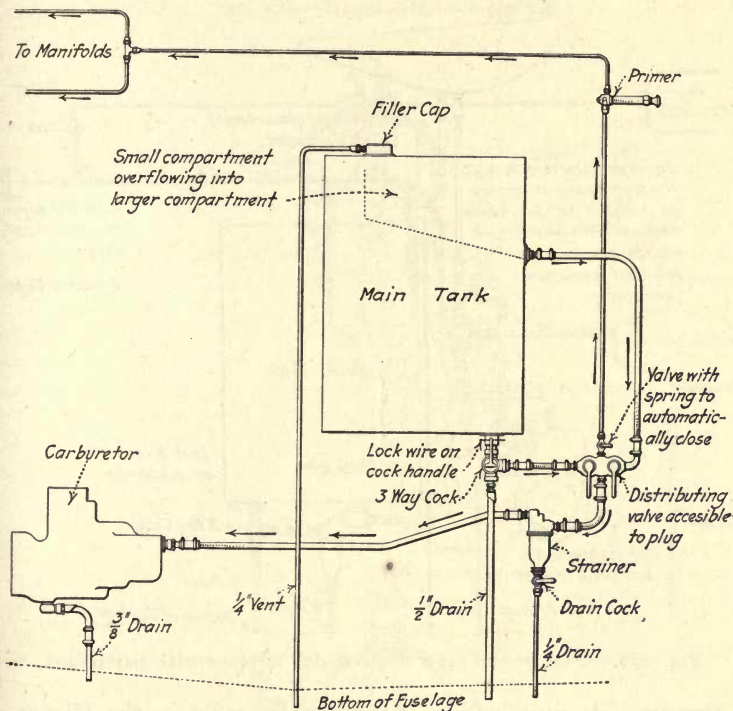 To Manifolds
Primer
Filler Cap
Small compartment
overflowing into
larger compartment
Main Tank
Valve with
spring to
automatic-
ally close
Carburetor
Lock wire on
cock handle
3 Way Cock
Distributing
valve accesible
to plug
Strainer
Drain Cock
3/8" Drain
1/4" Vent
1/2" Drain
1/4" Drain
Bottom of Fuselage